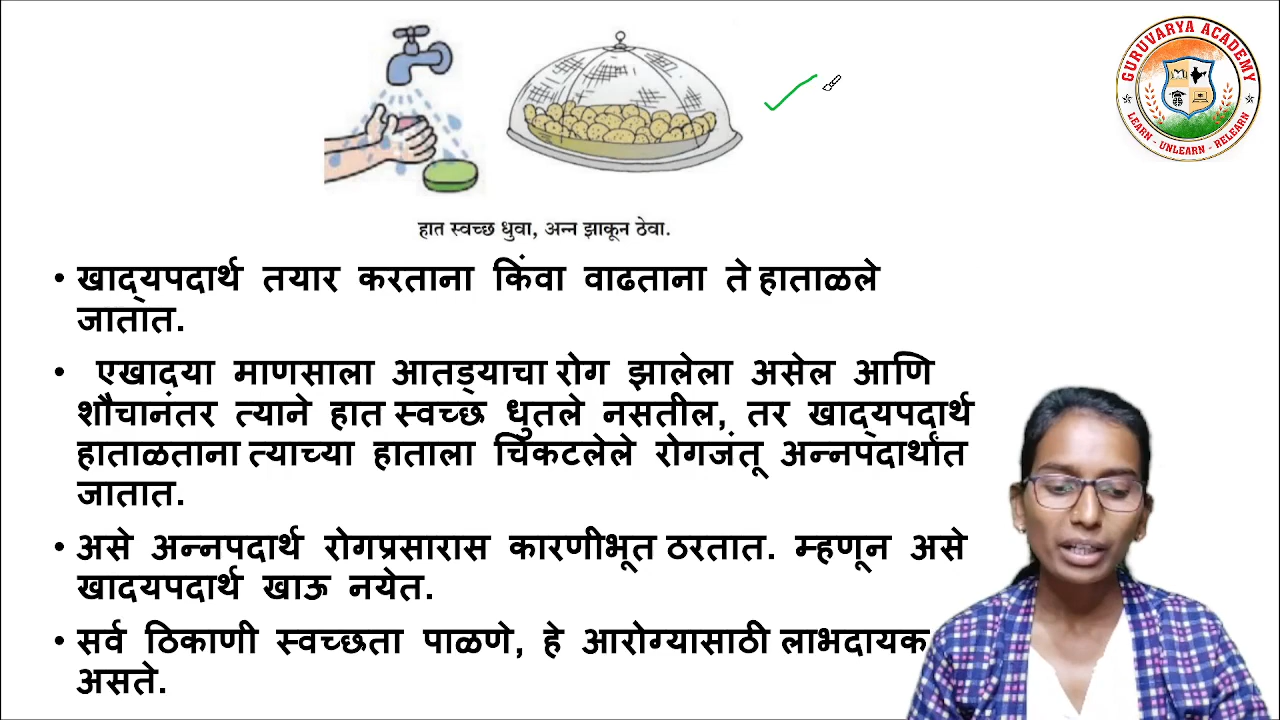 GURUVARYA ACADEMY
LEARN - UNLEARN - RELEARN
हात स्वच्छ धुवा, अन्न झाकून ठेवा.
• खाद्यपदार्थ तयार करताना किंवा वाढताना ते हाताळले
जातात.
• एखादया माणसाला आतड्याचा रोग झालेला असेल आणि
शौचानंतर त्याने हात स्वच्छ धुतले नसतील, तर खाद्यपदार्थ
हाताळताना त्याच्या हाताला चिकटलेले रोगजंतू अन्नपदार्थांत
जातात.
• असे अन्नपदार्थ रोगप्रसारास कारणीभूत ठरतात. म्हणून असे
खादयपदार्थ खाऊ नयेत.
• सर्व ठिकाणी स्वच्छता पाळणे, हे आरोग्यासाठी लाभदायक
असते.